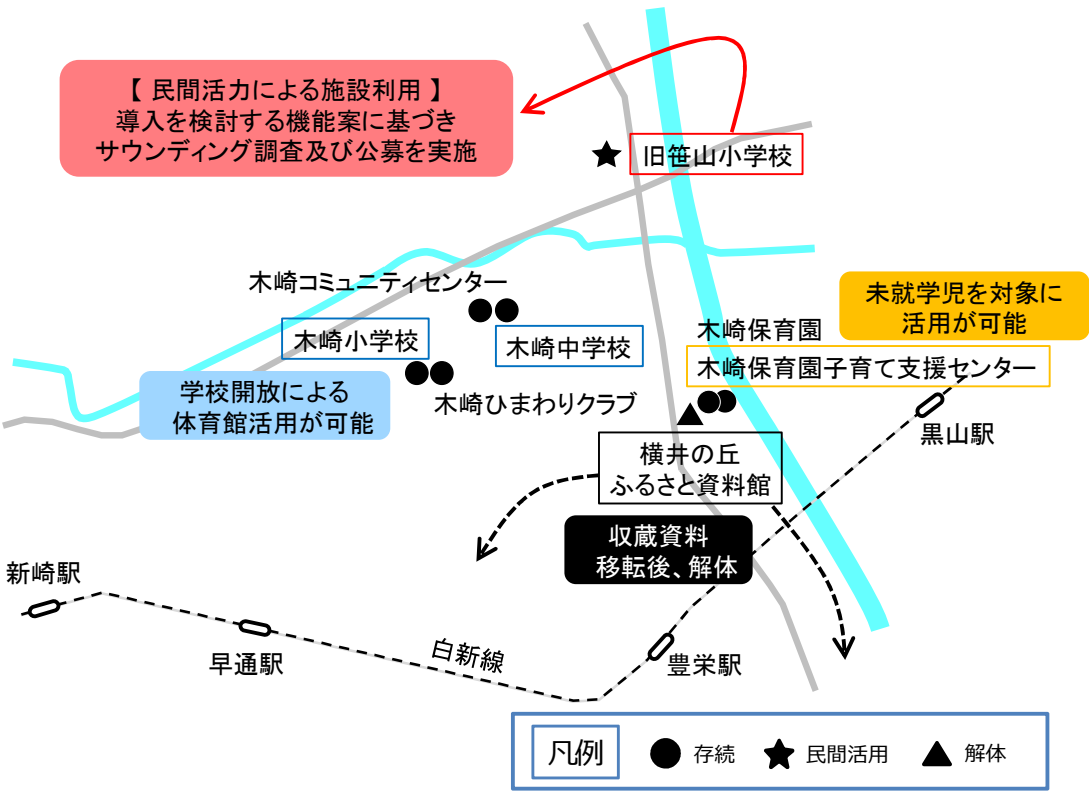 【 民間活力による施設利用 】
導入を検討する機能案に基づき
サウンディング調査及び公募を実施
旧笹山小学校
木崎コミュニティセンター
未就学児を対象に
活用が可能
木崎小学校
木崎中学校
木崎保育園
木崎保育園子育て支援センター
学校開放による
体育館活用が可能
木崎ひまわりクラブ
黒山駅
横井の丘
ふるさと資料館
収蔵資料
移転後、解体
新崎駅
早通駅
白新線
豊栄駅
凡例
存続
民間活用
解体